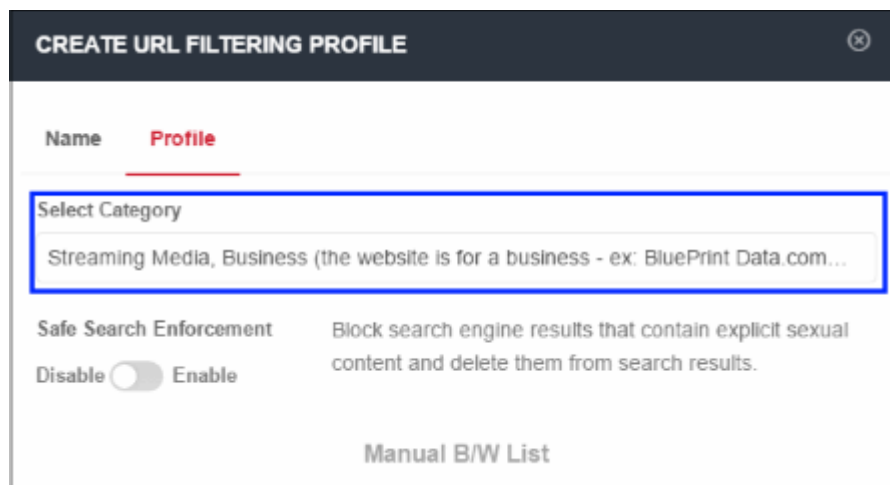 CREATE URL FILTERING PROFILE
Name Profile
Select Category
Streaming Media, Business (the website is for a business - ex: BluePrint Data.com...
Safe Search Enforcement Block search engine results that contain explicit sexual
Disable Enable content and delete them from search results.
Manual B/W List